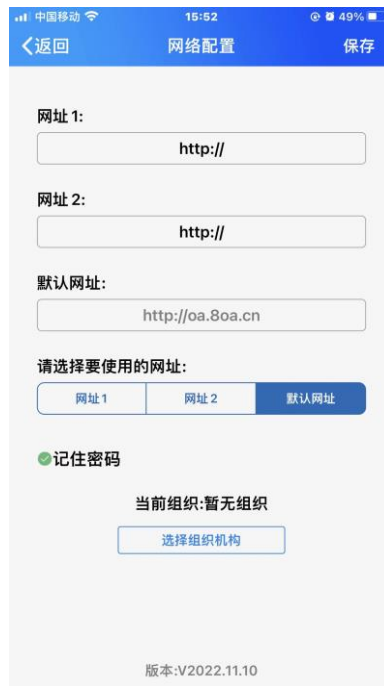 中国移动 15:52 49%
返回 网络配置 保存
网址 1:
http://
网址 2:
http://
默认网址:
http://oa.8oa.cn
请选择要使用的网址:
网址 1 网址 2 默认网址
记住密码
当前组织:暂无组织
选择组织机构
版本:V2022.11.10